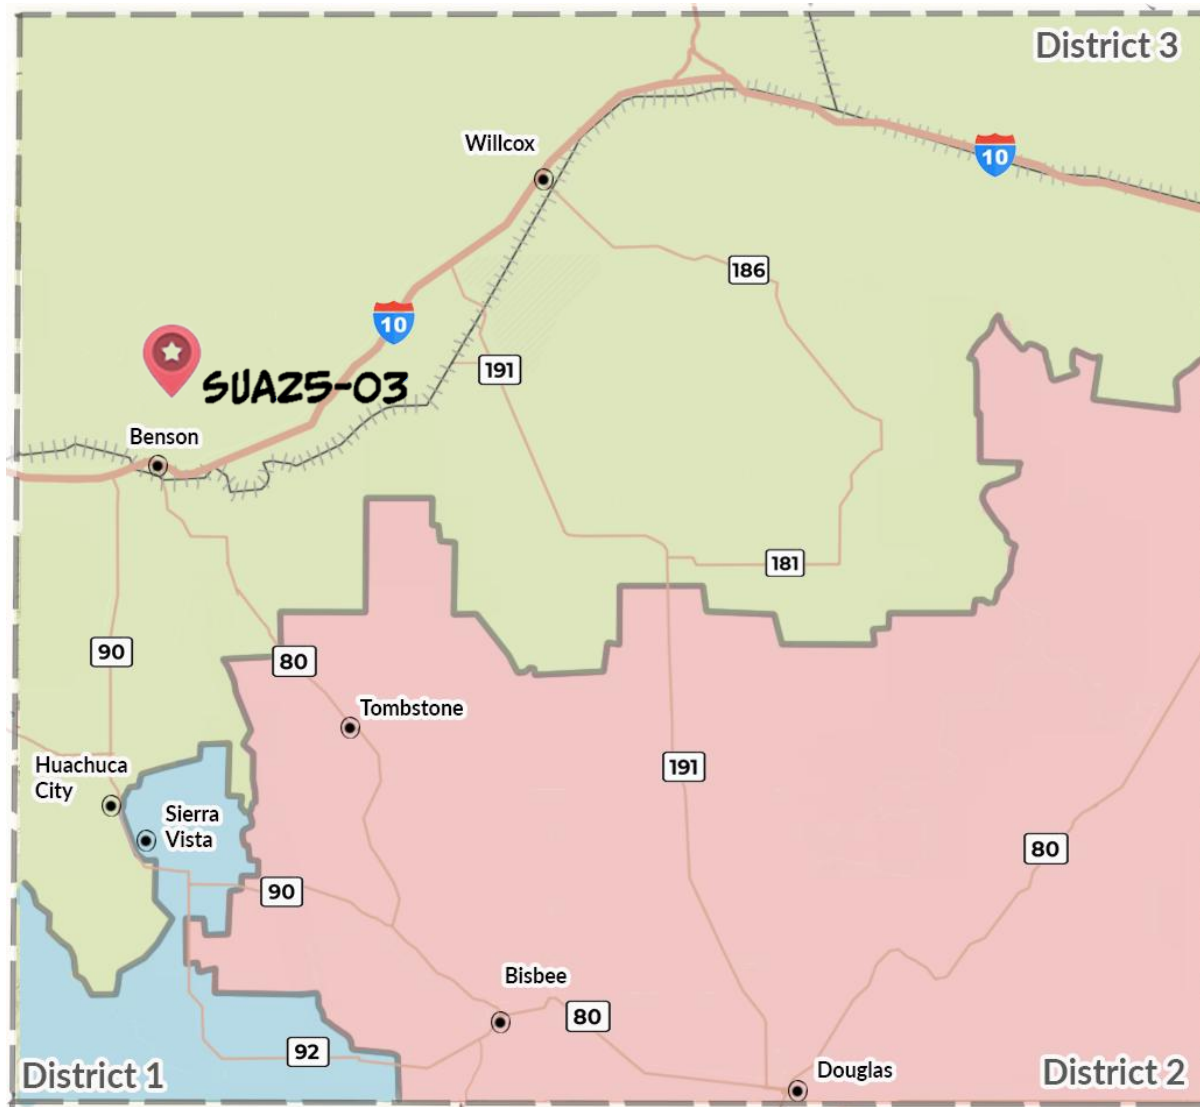 District 3
Willcox
10
186
10
191
SUA25-03
Benson
181
90
80
Tombstone
Huachuca
City
191
Sierra
Vista
80
90
Bisbee
80
92
District 1
Douglas
District 2